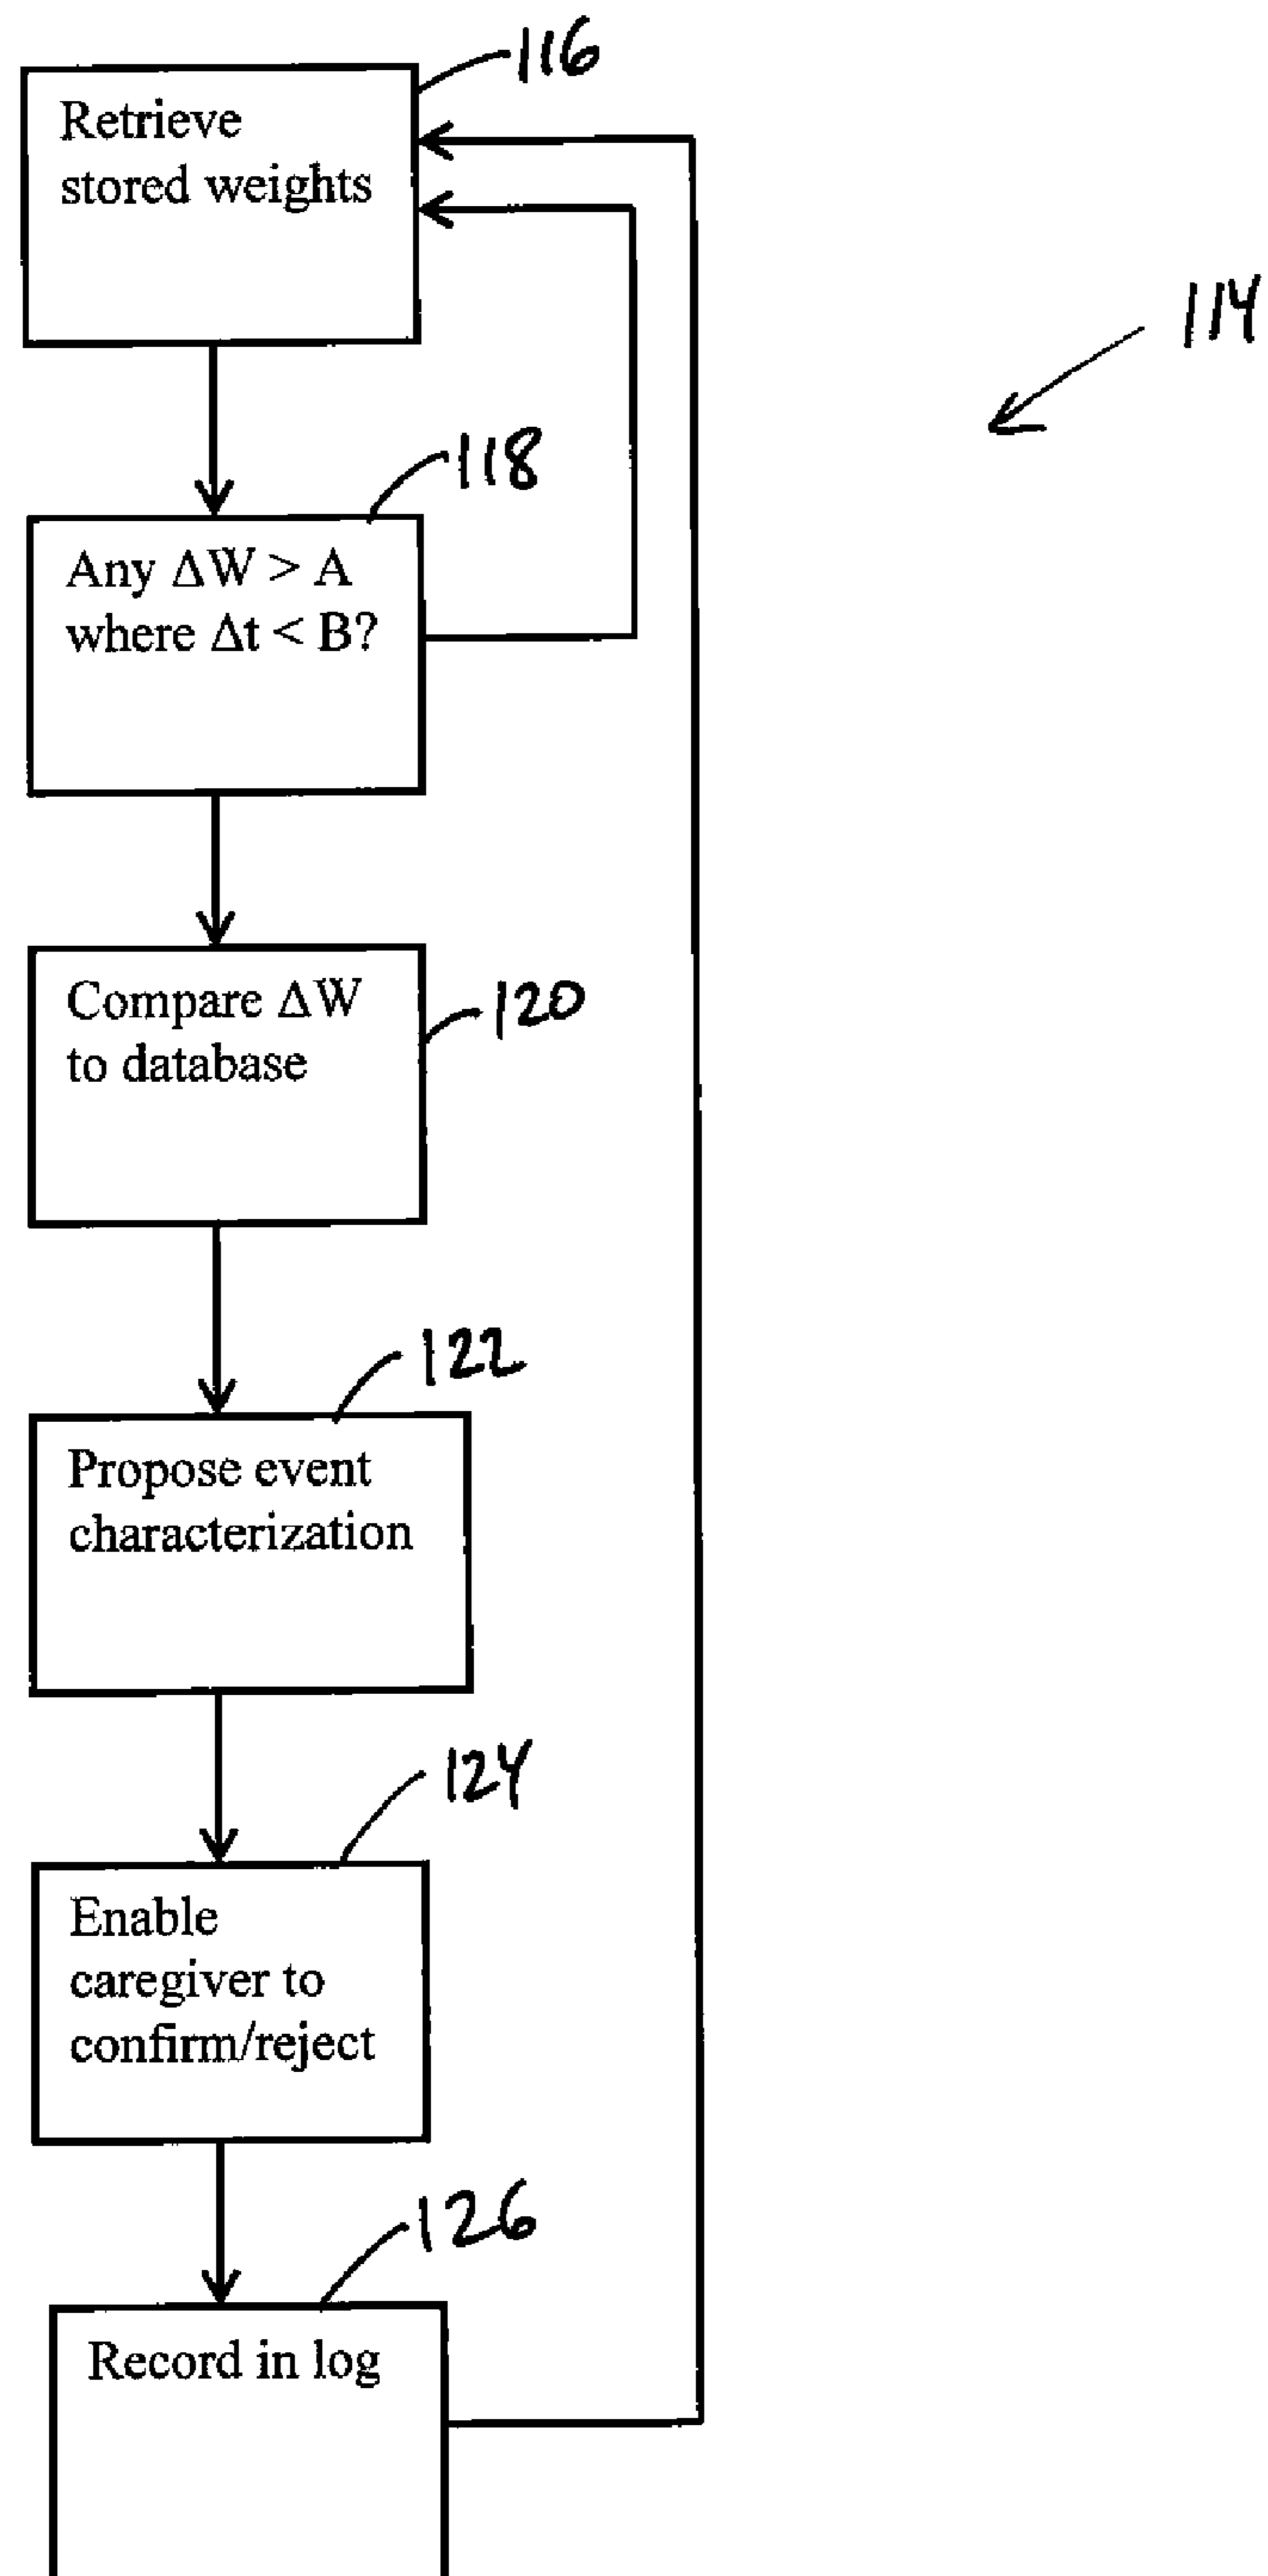 116
Retrieve
stored weights
114
118
Any ΔW > A
where Δt < B?
120
Compare ΔW
to database
122
Propose event
characterization
124
Enable
caregiver to
confirm/reject
126
Record in log